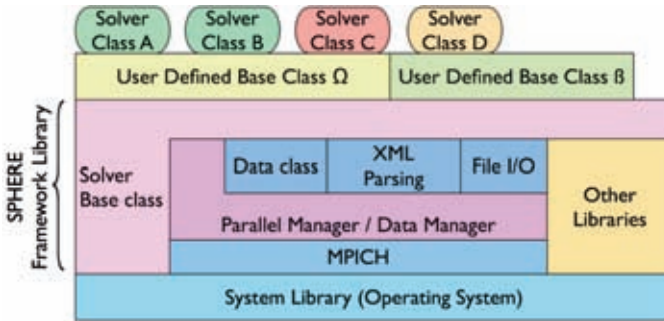 Solver
Class A
Solver
Class B
Solver
Class C
Solver
Class D
User Defined Base Class Ω
User Defined Base Class ß
SPHERE
Framework Library
Solver
Base class
Data class
XML
Parsing
File I/O
Other
Libraries
Parallel Manager / Data Manager
MPICH
System Library (Operating System)